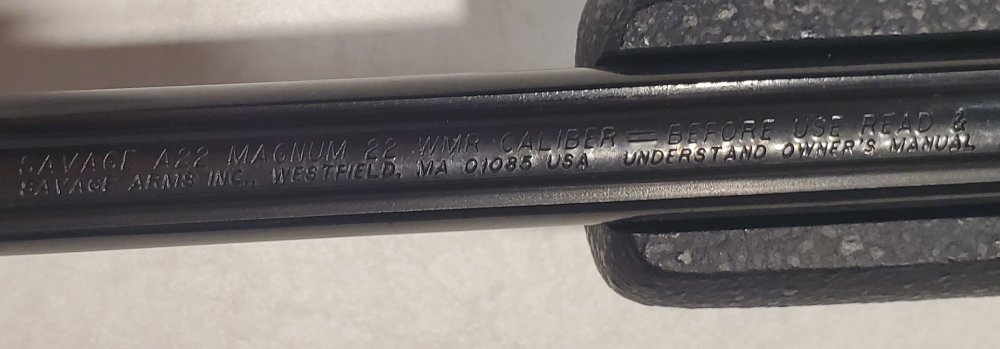 SAVAGE A22 MAGNUM 22 WMR CALIBER = BEFORE USE READ &
SAVAGE ARMS INC., WESTFIELD, MA 01085 USA UNDERSTAND OWNER'S MANUAL